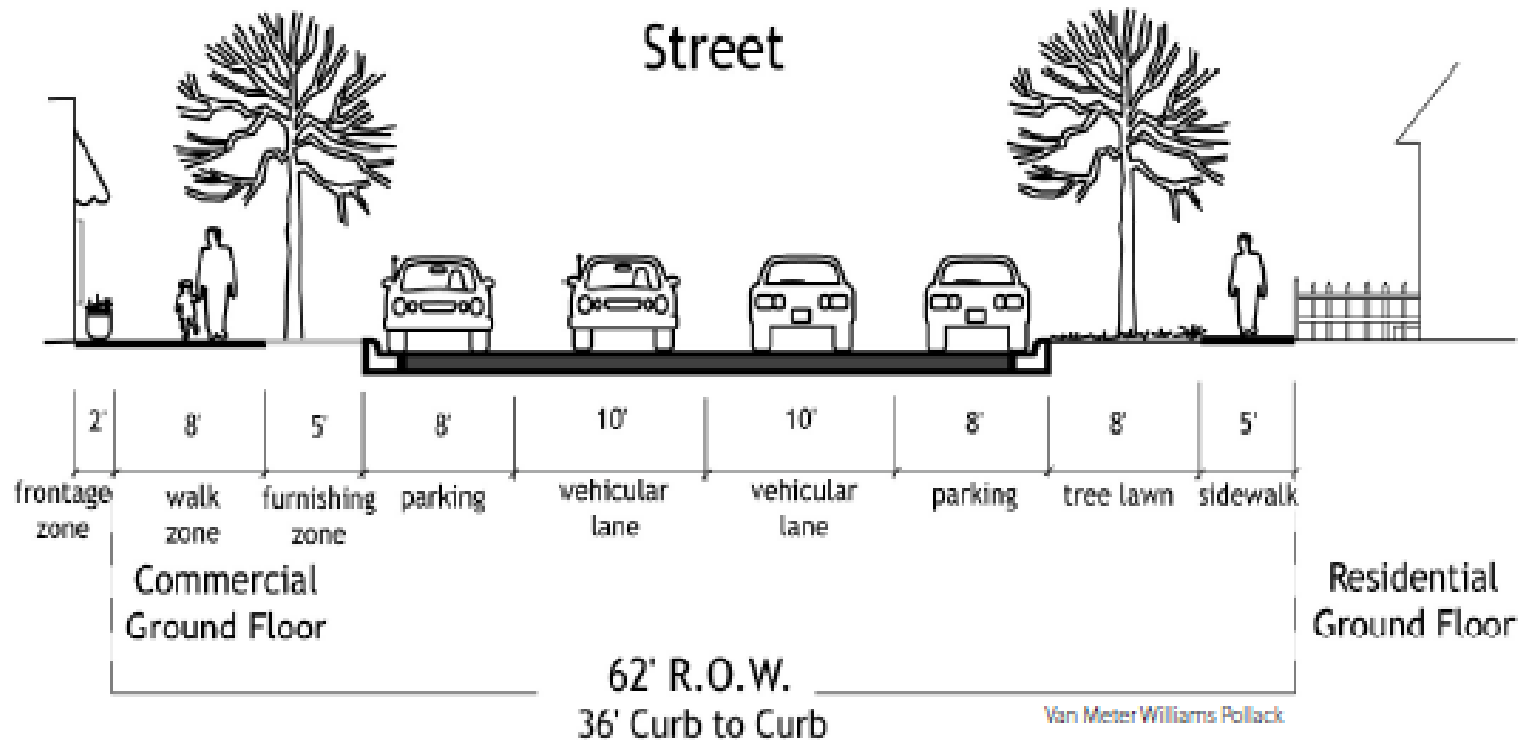 Street
2' 8' 5' 8' 10' 10' 8' 8' 5'
frontage zone
walk zone
furnishing zone
parking
vehicular lane
vehicular lane
parking
tree lawn
sidewalk
Commercial
Ground Floor
Residential
Ground Floor
62' R.O.W.
36' Curb to Curb
Van Meter Williams Pollack